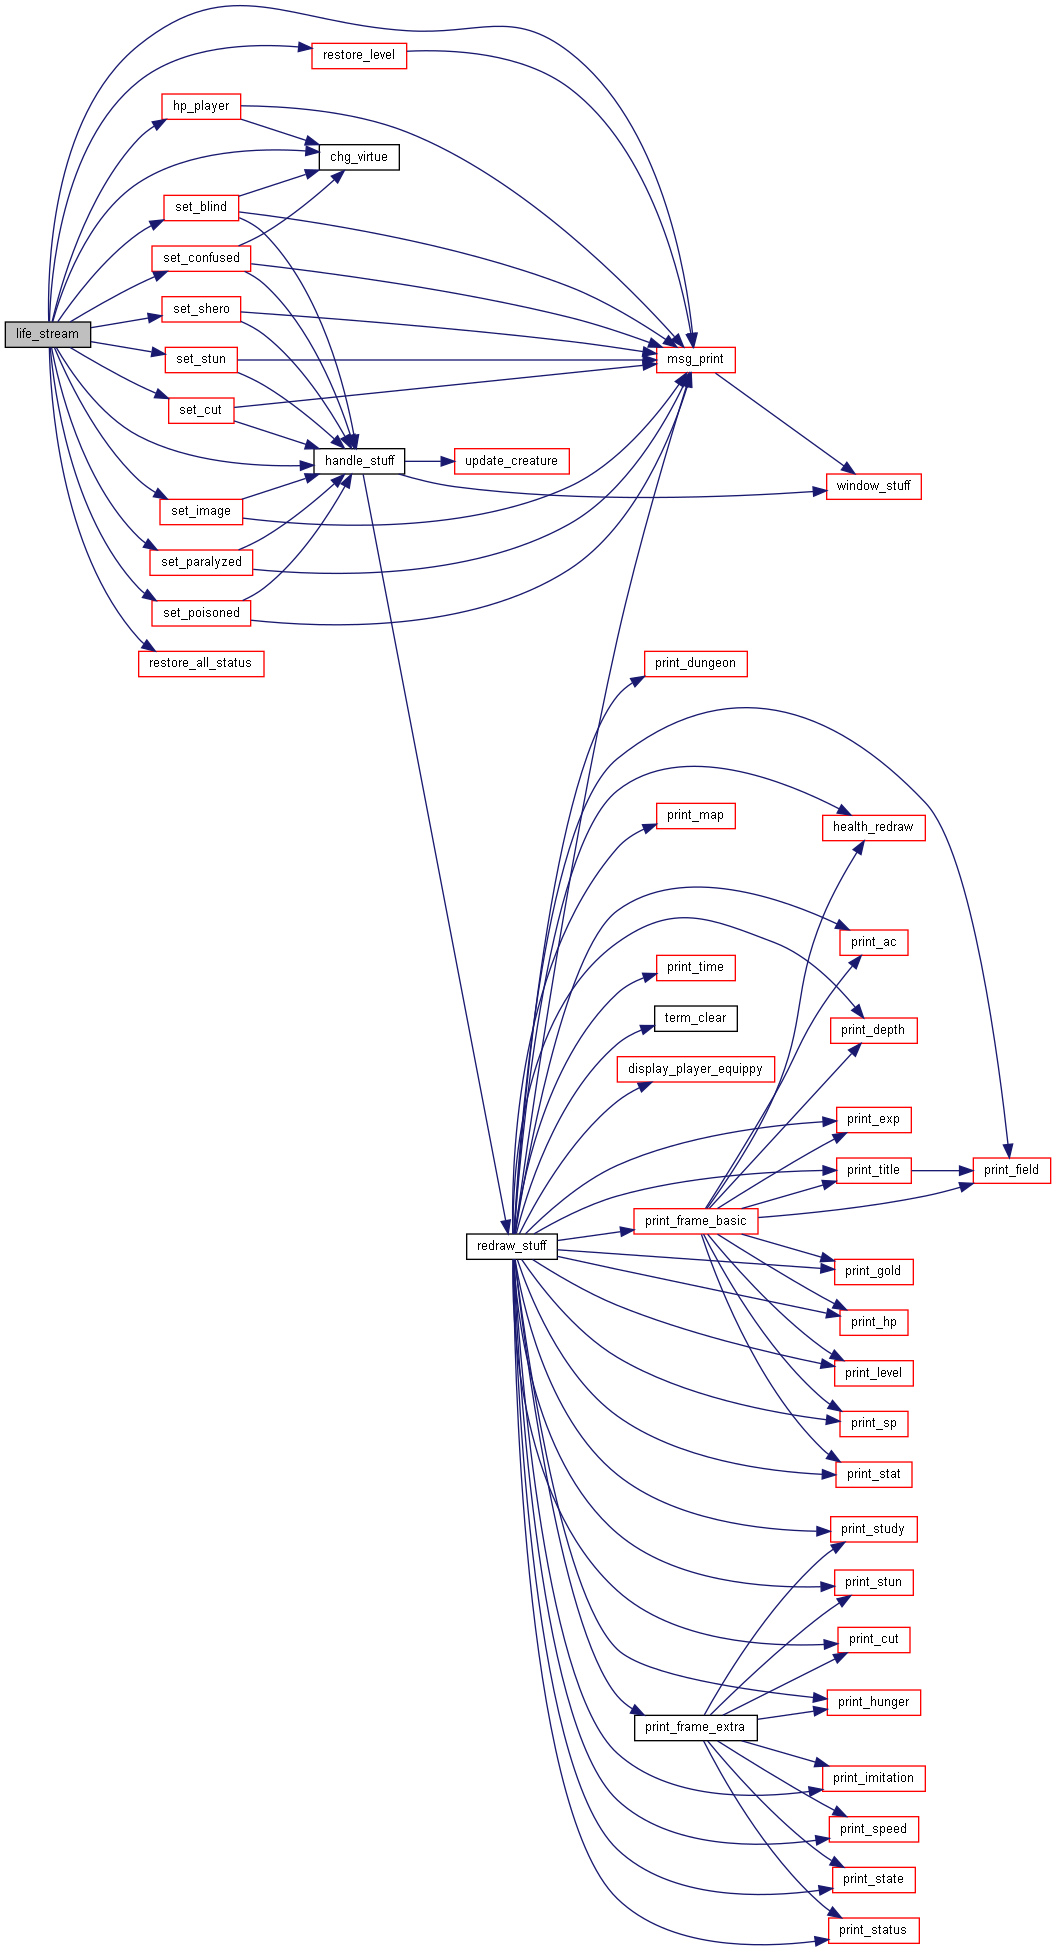 restore_level
hp_player
chg_virtue
set_blind
set_confused
set_shero
life_stream
set_stun
msg_print
set_cut
handle_stuff
update_creature
window_stuff
set_image
set_paralyzed
set_poisoned
restore_all_status
print_dungeon
print_map
health_redraw
print_ac
print_time
term_clear
print_depth
display_player_equippy
print_exp
print_title
print_field
print_frame_basic
redraw_stuff
print_gold
print_hp
print_level
print_sp
print_stat
print_study
print_stun
print_cut
print_hunger
print_frame_extra
print_imitation
print_speed
print_state
print_status